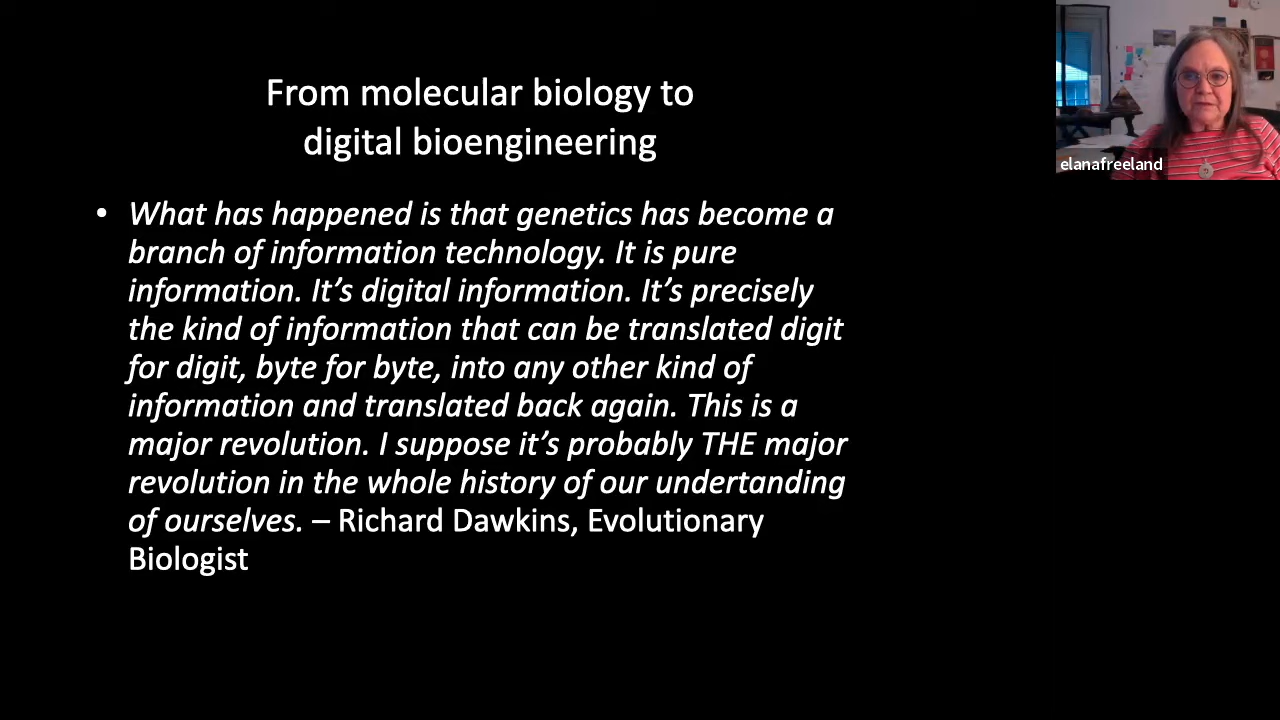 From molecular biology to
digital bioengineering
elanafreeland
• What has happened is that genetics has become a
branch of information technology. It is pure
information. It’s digital information. It’s precisely
the kind of information that can be translated digit
for digit, byte for byte, into any other kind of
information and translated back again. This is a
major revolution. I suppose it’s probably THE major
revolution in the whole history of our undertanding
of ourselves. – Richard Dawkins, Evolutionary
Biologist